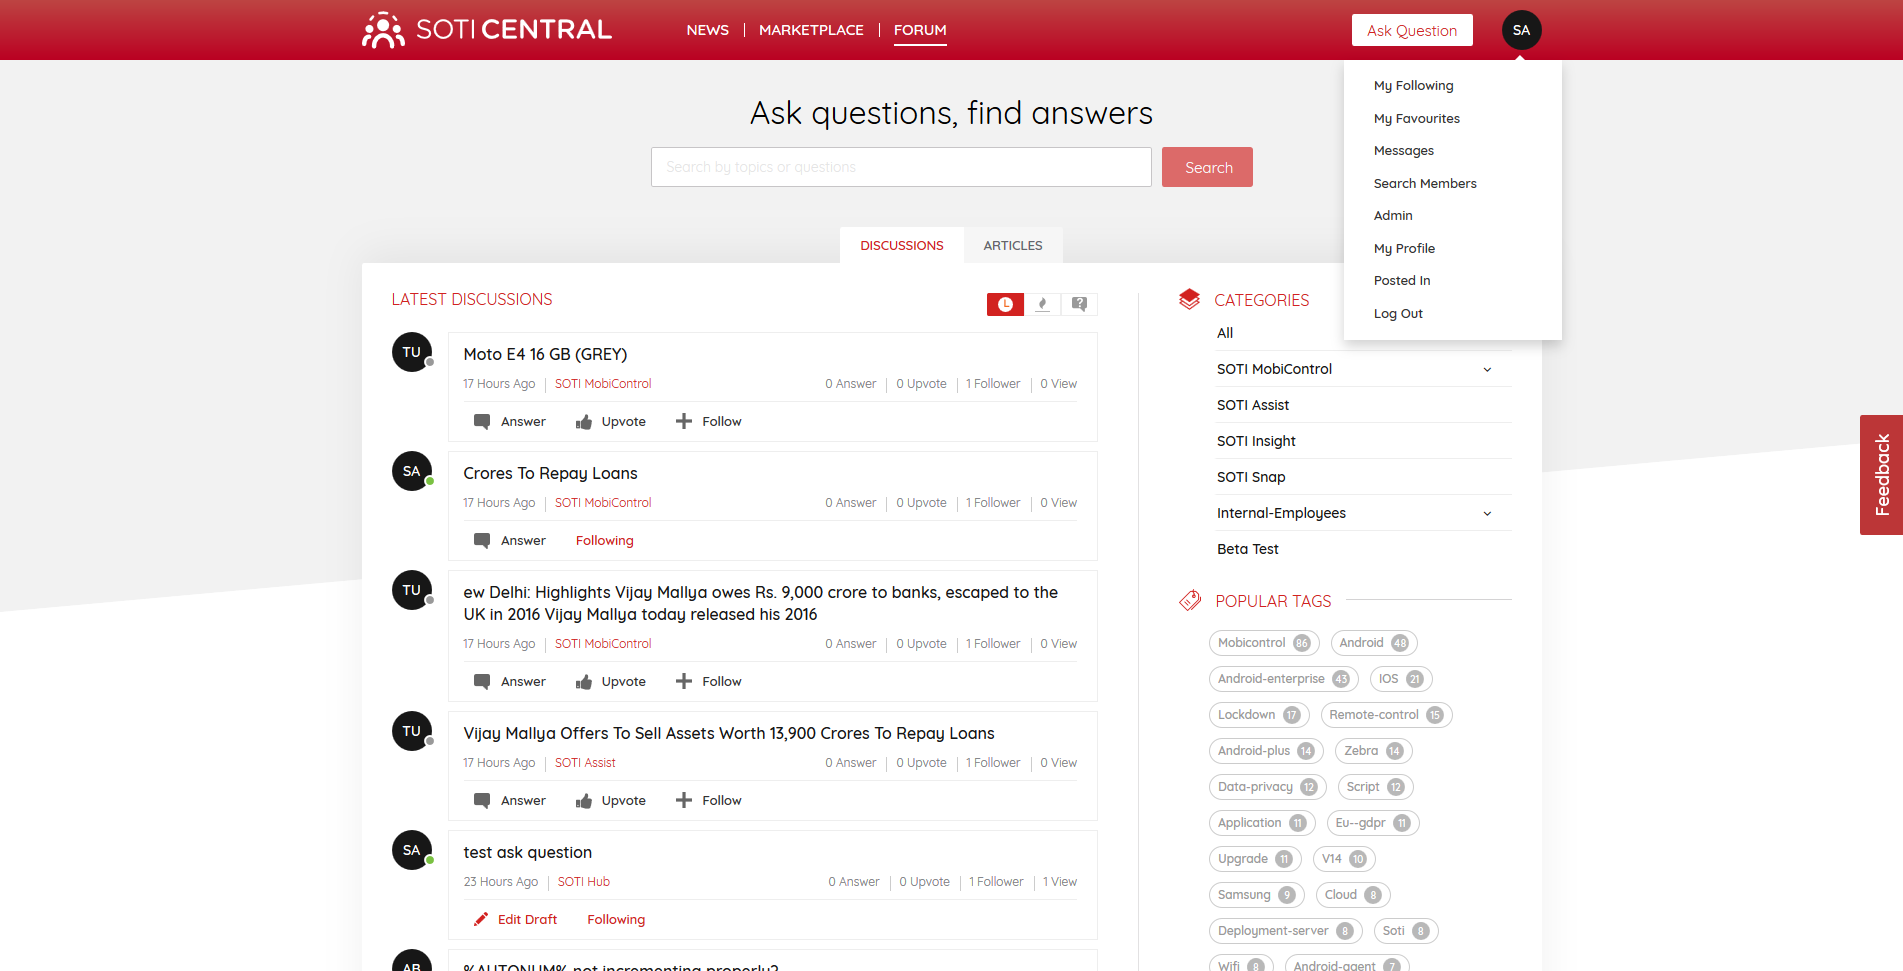 SOTI CENTRAL
NEWS
MARKETPLACE
FORUM
Ask Question
SA
My Following
My Favourites
Messages
Search Members
Admin
My Profile
Posted In
Log Out
Ask questions, find answers
Search by topics or questions
Search
DISCUSSIONS
ARTICLES
LATEST DISCUSSIONS
TU
Moto E4 16 GB (GREY)
17 Hours Ago SOTI MobiControl 0 Answer 0 Upvote 1 Follower 0 View
Answer Upvote Follow
SA
Crores To Repay Loans
17 Hours Ago SOTI MobiControl 0 Answer 0 Upvote 1 Follower 0 View
Answer Following
TU
ew Delhi: Highlights Vijay Mallya owes Rs. 9,000 crore to banks, escaped to the
UK in 2016 Vijay Mallya today released his 2016
17 Hours Ago SOTI MobiControl 0 Answer 0 Upvote 1 Follower 0 View
Answer Upvote Follow
TU
Vijay Mallya Offers To Sell Assets Worth 13,900 Crores To Repay Loans
17 Hours Ago SOTI Assist 0 Answer 0 Upvote 1 Follower 0 View
Answer Upvote Follow
SA
test ask question
23 Hours Ago SOTI Hub 0 Answer 0 Upvote 1 Follower 1 View
Edit Draft Following
AB
%AUTONUM% not incrementing properly?
CATEGORIES
All
SOTI MobiControl
SOTI Assist
SOTI Insight
SOTI Snap
Internal-Employees
Beta Test
POPULAR TAGS
Mobicontrol 86 Android 48
Android-enterprise 43 IOS 21
Lockdown 17 Remote-control 15
Android-plus 14 Zebra 14
Data-privacy 12 Script 12
Application 11 Eu--gdpr 11
Upgrade 11 V14 10
Samsung 9 Cloud 8
Deployment-server 8 Soti 8
Wifi 8 Android-agent 7
Feedback